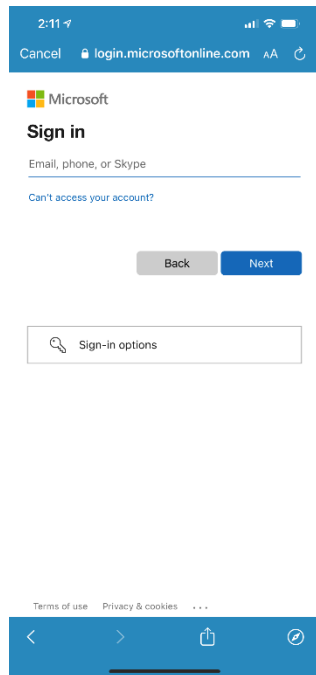 2:11
Cancel login.microsoftonline.com AA
Microsoft
Sign in
Email, phone, or Skype
Can't access your account?
Back Next
Sign-in options
Terms of use Privacy & cookies ...